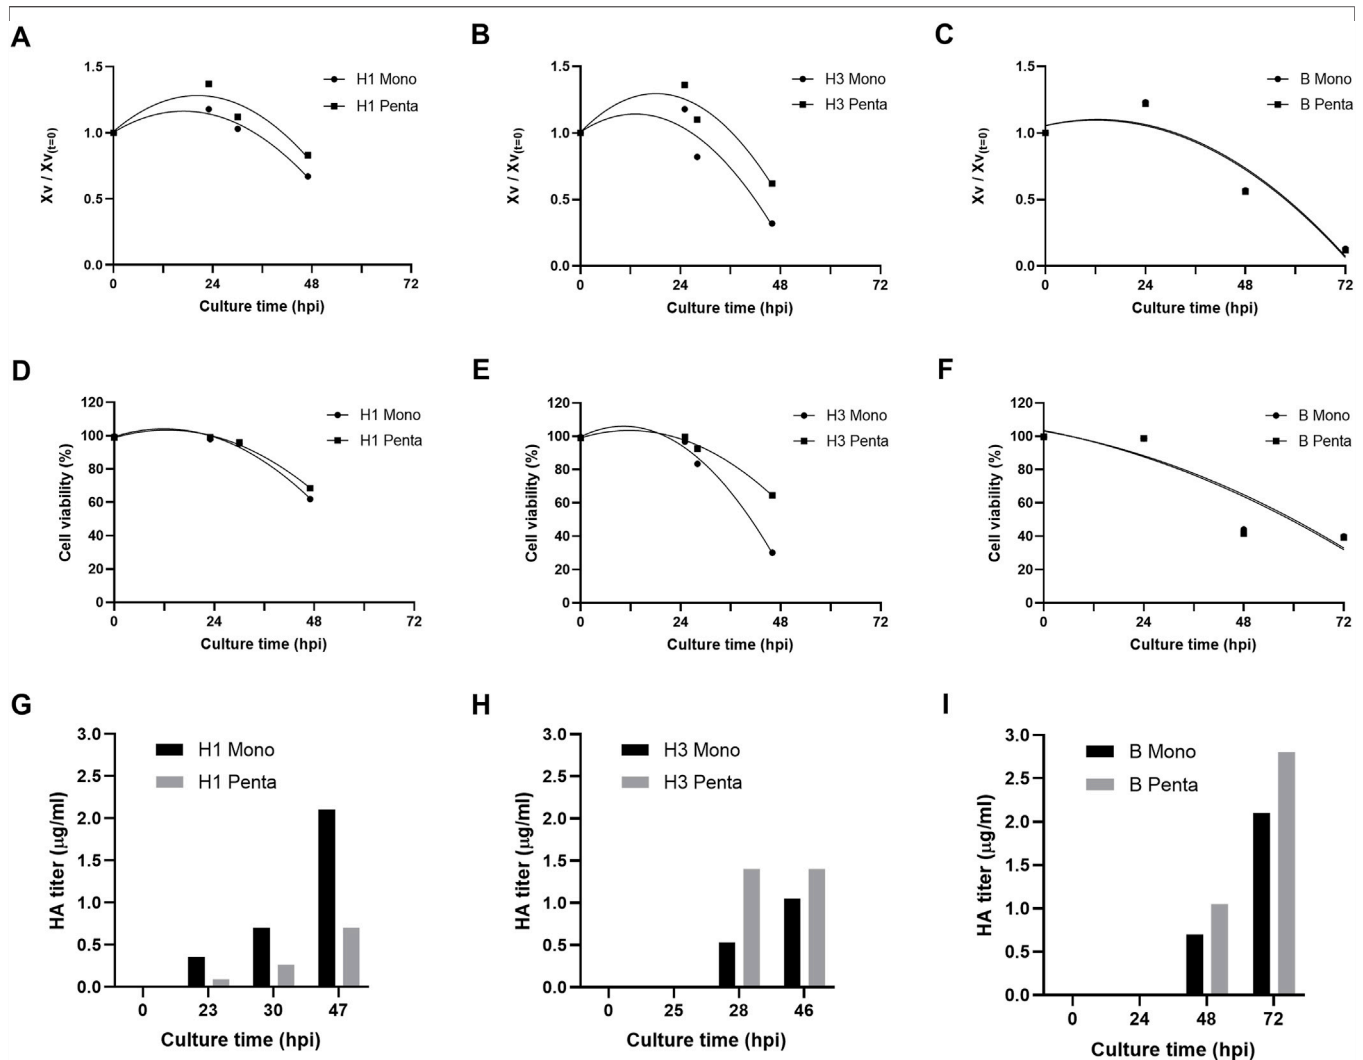 A
B
C
1.5
1.0
0.5
0.0
Xv / Xv(t=0)
H1 Mono
H1 Penta
0 24 48 72
Culture time (hpi)
1.5
1.0
0.5
0.0
Xv / Xv(t=0)
H3 Mono
H3 Penta
0 24 48 72
Culture time (hpi)
1.5
1.0
0.5
0.0
Xv / Xv(t=0)
B Mono
B Penta
0 24 48 72
Culture time (hpi)
D
E
F
120
100
80
60
40
20
0
Cell viability (%)
H1 Mono
H1 Penta
0 24 48 72
Culture time (hpi)
120
100
80
60
40
20
0
Cell viability (%)
H3 Mono
H3 Penta
0 24 48 72
Culture time (hpi)
120
100
80
60
40
20
0
Cell viability (%)
B Mono
B Penta
0 24 48 72
Culture time (hpi)
G
H
I
3.0
2.5
2.0
1.5
1.0
0.5
0.0
HA titer (µg/ml)
H1 Mono
H1 Penta
0 23 30 47
Culture time (hpi)
3.0
2.5
2.0
1.5
1.0
0.5
0.0
HA titer (µg/ml)
H3 Mono
H3 Penta
0 25 28 46
Culture time (hpi)
3.0
2.5
2.0
1.5
1.0
0.5
0.0
HA titer (µg/ml)
B Mono
B Penta
0 24 48 72
Culture time (hpi)